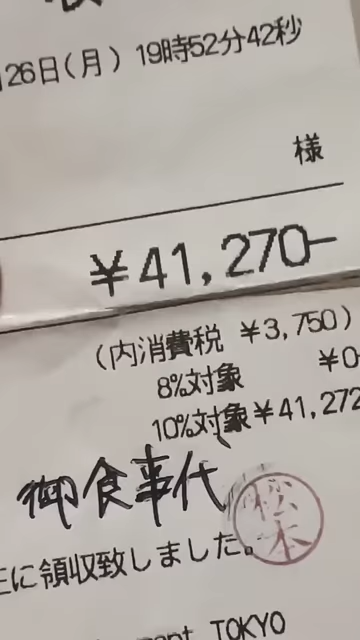 26日(月) 19時52分42秒
様
¥41,270-
(内消費税 ¥3,750)
8%対象 ¥0
10%対象 ¥41,272
御食事代
松本
に領収致しました。
TOKYO